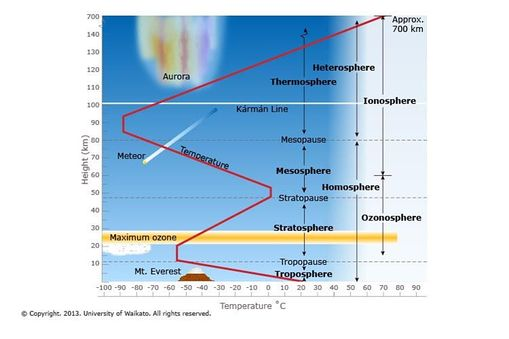 700
140
130
120
110
100
90
80
70
60
50
40
30
20
10
Height (km)
Approx.
700 km
Heterosphere
Thermosphere
Aurora
Ionosphere
Kármán Line
Mesopause
Meteor
Temperature
Mesosphere
Homosphere
Stratopause
Ozonosphere
Stratosphere
Maximum ozone
Tropopause
Mt. Everest
Troposphere
-100 -90 -80 -70 -60 -50 -40 -30 -20 -10 0 10 20 30 40 50 60 70 80 90
Temperature °C
© Copyright. 2013. University of Waikato. All rights reserved.